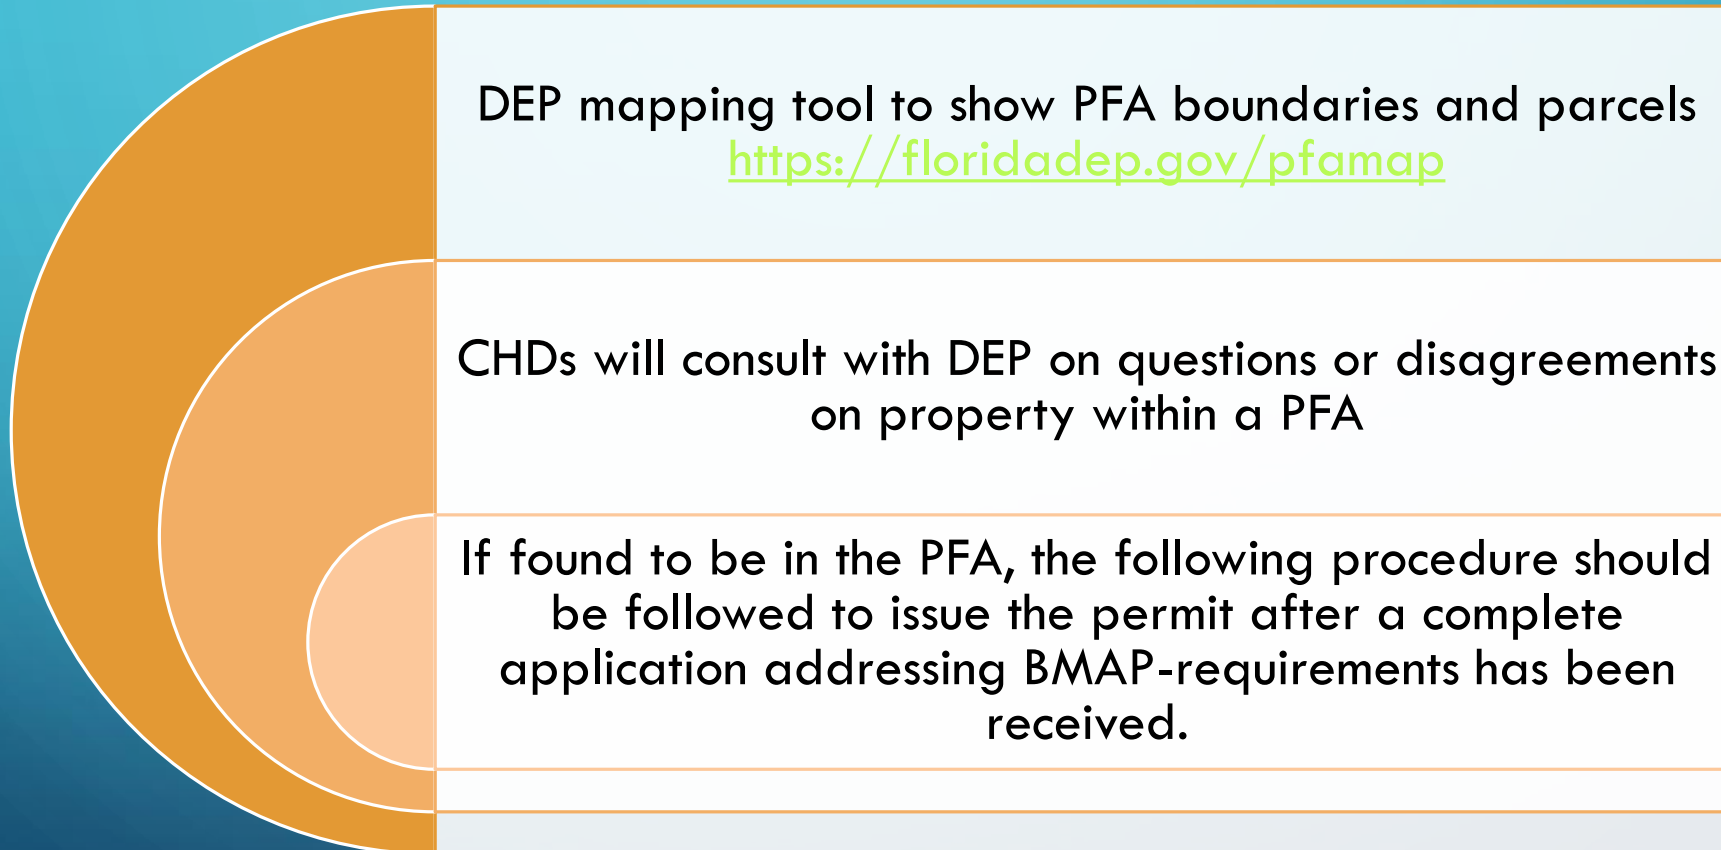 DEP mapping tool to show PFA boundaries and parcels
https://floridadep.gov/pfamap
CHDs will consult with DEP on questions or disagreements
on property within a PFA
If found to be in the PFA, the following procedure should
be followed to issue the permit after a complete
application addressing BMAP-requirements has been
received.